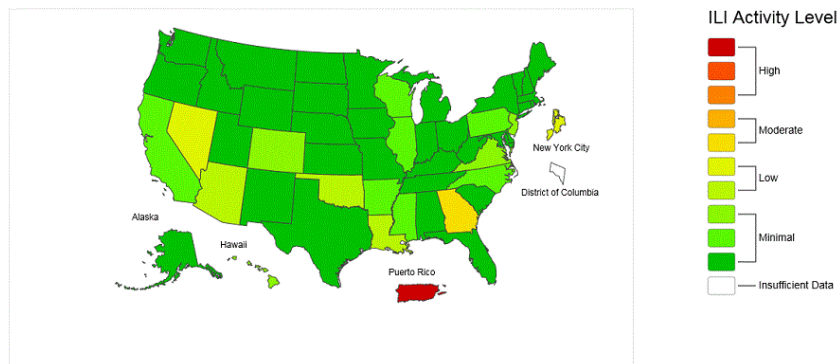 ILI Activity Level
High
Moderate
Low
Minimal
Insufficient Data
New York City
District of Columbia
Alaska
Hawaii
Puerto Rico